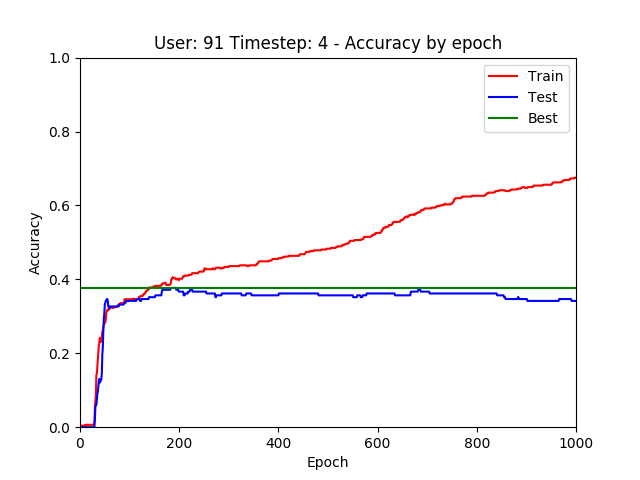 User: 91 Timestep: 4 - Accuracy by epoch
1.0
0.8
0.6
0.4
0.2
0.0
Accuracy
Train
Test
Best
0 200 400 600 800 1000
Epoch